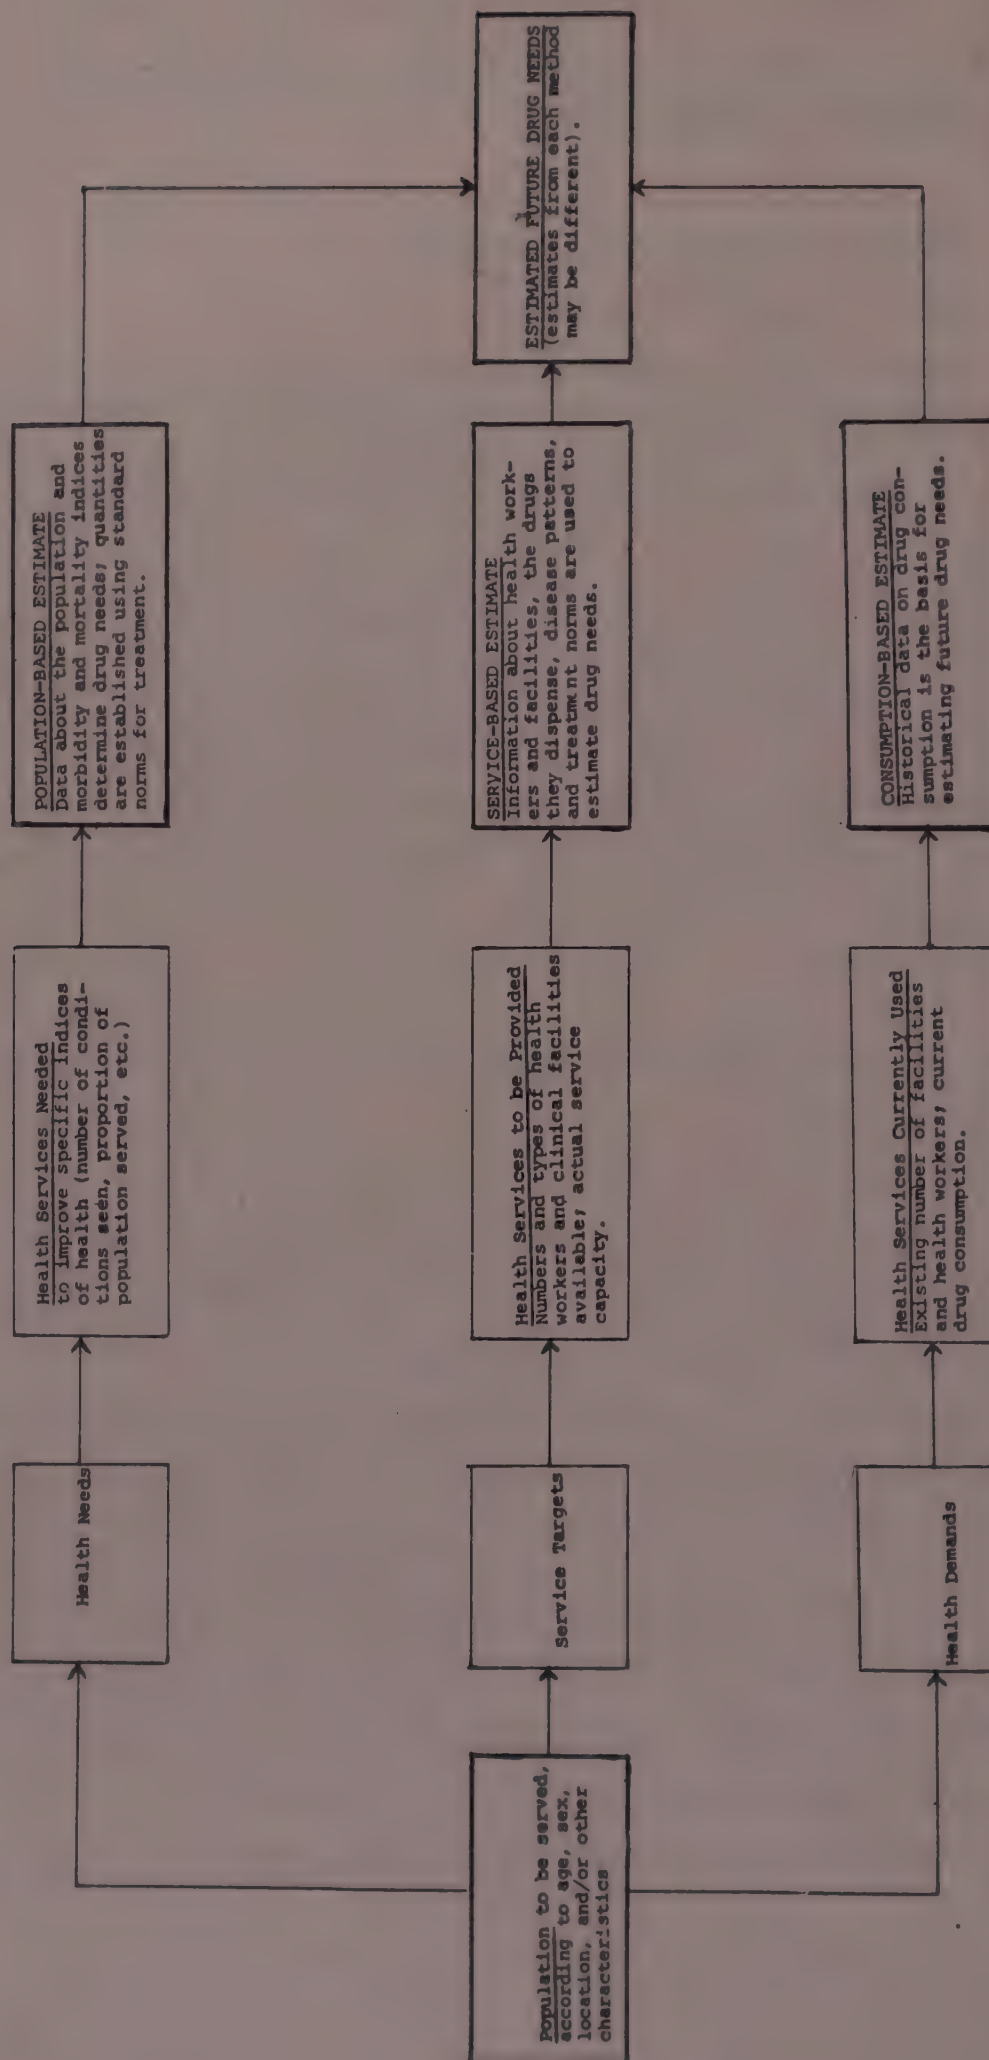 Population to be served,
according to age, sex,
location, and/or other
characteristics
Health Needs
Health Services Needed
to improve specific indices
of health (number of condi-
tions seen, proportion of
population served, etc.)
POPULATION-BASED ESTIMATE
Data about the population and
morbidity and mortality indices
determine drug needs; quantities
are established using standard
norms for treatment.
Service Targets
Health Services to be Provided
Numbers and types of health
workers and clinical facilities
available; actual service
capacity.
SERVICE-BASED ESTIMATE
Information about health work-
ers and facilities, the drugs
they dispense, disease patterns,
and treatment norms are used to
estimate drug needs.
Health Demands
Health Services Currently Used
Existing number of facilities
and health workers; current
drug consumption.
CONSUMPTION-BASED ESTIMATE
Historical data on drug con-
sumption is the basis for
estimating future drug needs.
ESTIMATED FUTURE DRUG NEEDS
(estimates from each method
may be different).